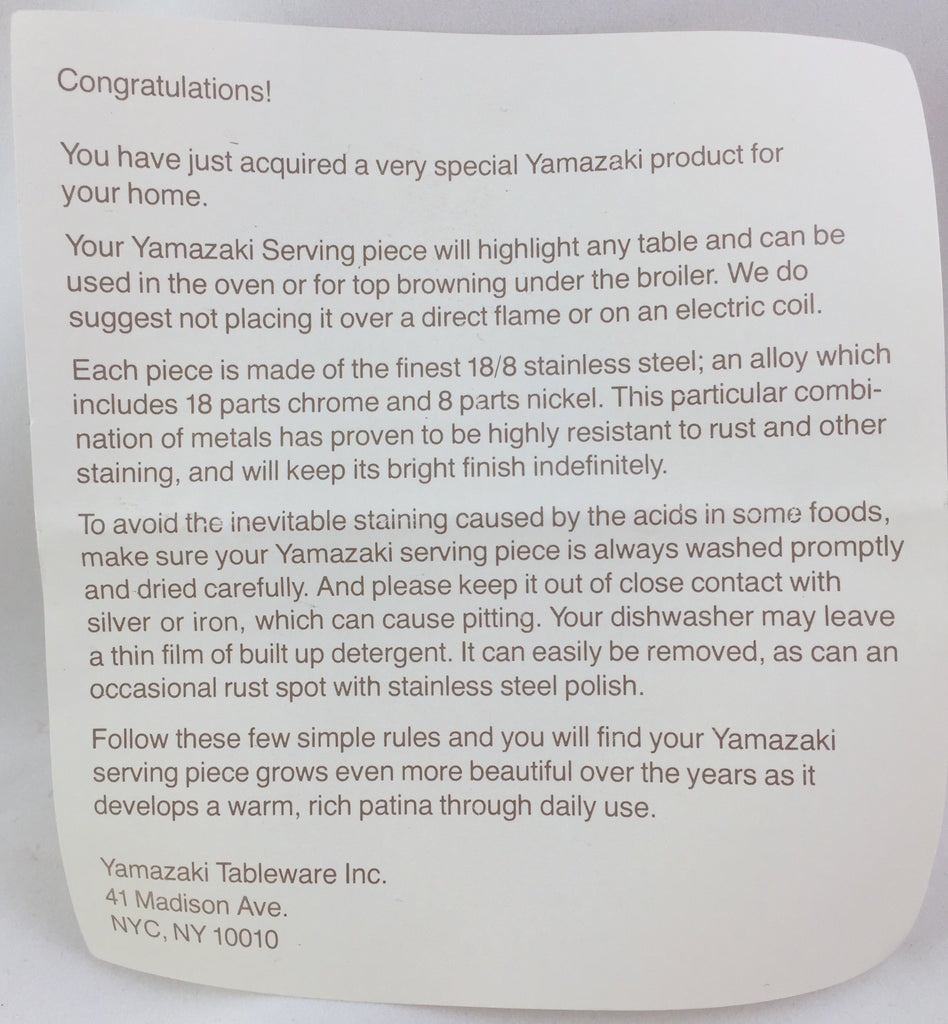 Congratulations!
You have just acquired a very special Yamazaki product for
your home.
Your Yamazaki Serving piece will highlight any table and can be
used in the oven or for top browning under the broiler. We do
suggest not placing it over a direct flame or on an electric coil.
Each piece is made of the finest 18/8 stainless steel; an alloy which
includes 18 parts chrome and 8 parts nickel. This particular combi-
nation of metals has proven to be highly resistant to rust and other
staining, and will keep its bright finish indefinitely.
To avoid the inevitable staining caused by the acids in some foods,
make sure your Yamazaki serving piece is always washed promptly
and dried carefully. And please keep it out of close contact with
silver or iron, which can cause pitting. Your dishwasher may leave
a thin film of built up detergent. It can easily be removed, as can an
occasional rust spot with stainless steel polish.
Follow these few simple rules and you will find your Yamazaki
serving piece grows even more beautiful over the years as it
develops a warm, rich patina through daily use.
Yamazaki Tableware Inc.
41 Madison Ave.
NYC, NY 10010